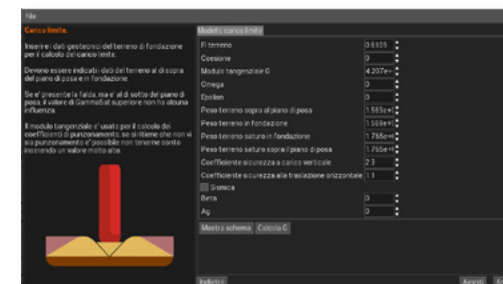 File
Carico limite.
Inserire i dati geotecnici del terreno di fondazione
per il calcolo del carico limite.
Devono essere indicati i dati del terreno al disopra
del piano di posa e in fondazione.
Se e' presente la falda, ma e' al di sotto del piano di
posa, il valore di GammaSat superiore non ha alcuna
influenza.
Il modulo tangenziale e' usato per il calcolo dei
coefficienti di punzonamento, se si ritiene che non vi
sia punzonamento e' possibile non tenerne conto
inserendo un valore molto alto.
Modello carico limite
Fi terreno 0.6109
Coesione 0
Modulo tangenziale G 4.207e+
Omega 0
Epsilon 0
Peso terreno sopra al piano di posa
Peso terreno in fondazione
Peso terreno saturo in fondazione 1.765e+
Peso terreno saturo sopra il piano di posa 1.765e+
Coefficiente sicurezza a carico verticale 2.3
Coefficiente sicurezza alla traslazione orizzontale 1.1
Sismica
Beta 0
Ag 0
Mostra schema Calcola G
Indietro Avanti